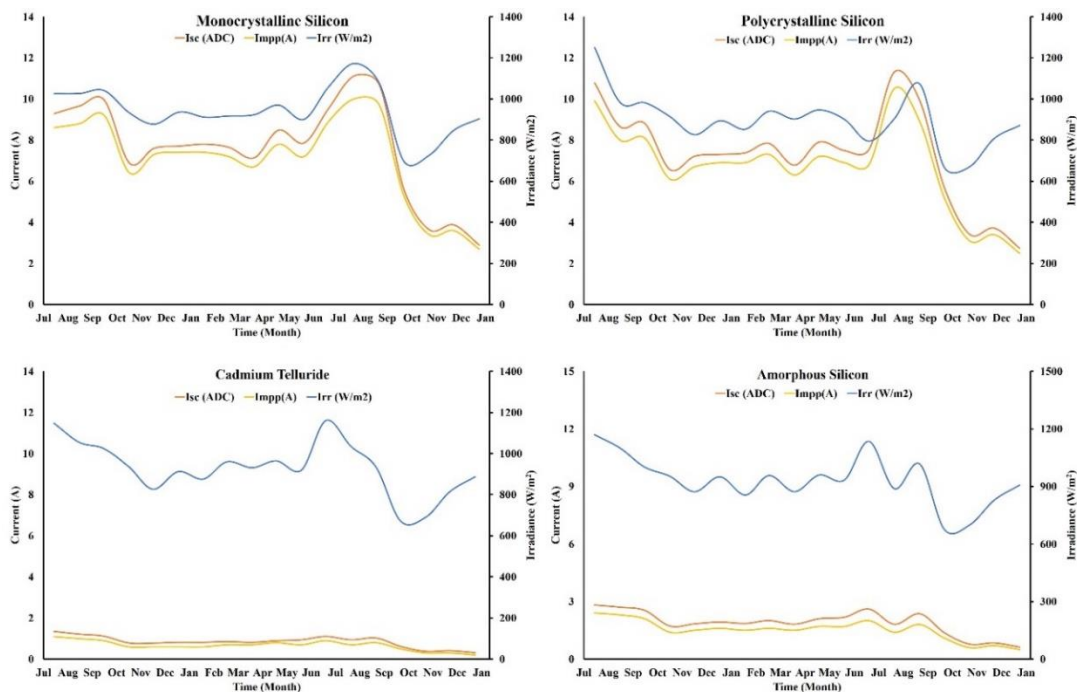 Monocrystalline Silicon
Isc (ADC) Impp(A) Irr (W/m2)
Current (A)
14
12
10
8
6
4
2
0
Irradiance (W/m2)
1400
1200
1000
800
600
400
200
0
Jul Aug Sep Oct Nov Dec Jan Feb Mar Apr May Jun Jul Aug Sep Oct Nov Dec Jan
Time (Month)
Polycrystalline Silicon
Isc (ADC) Impp(A) Irr (W/m2)
Current (A)
14
12
10
8
6
4
2
0
Irradiance (W/m²)
1400
1200
1000
800
600
400
200
0
Jul Aug Sep Oct Nov Dec Jan Feb Mar Apr May Jun Jul Aug Sep Oct Nov Dec Jan
Time (Month)
Cadmium Telluride
Isc (ADC) Impp(A) Irr (W/m2)
Current (A)
14
12
10
8
6
4
2
0
Irradiance (W/m²)
1400
1200
1000
800
600
400
200
0
Jul Aug Sep Oct Nov Dec Jan Feb Mar Apr May Jun Jul Aug Sep Oct Nov Dec Jan
Time (Month)
Amorphous Silicon
Isc (ADC) Impp(A) Irr (W/m2)
Current (A)
15
12
9
6
3
0
Irradiance (W/m²)
1500
1200
900
600
300
0
Jul Aug Sep Oct Nov Dec Jan Feb Mar Apr May Jun Jul Aug Sep Oct Nov Dec Jan
Time (Month)